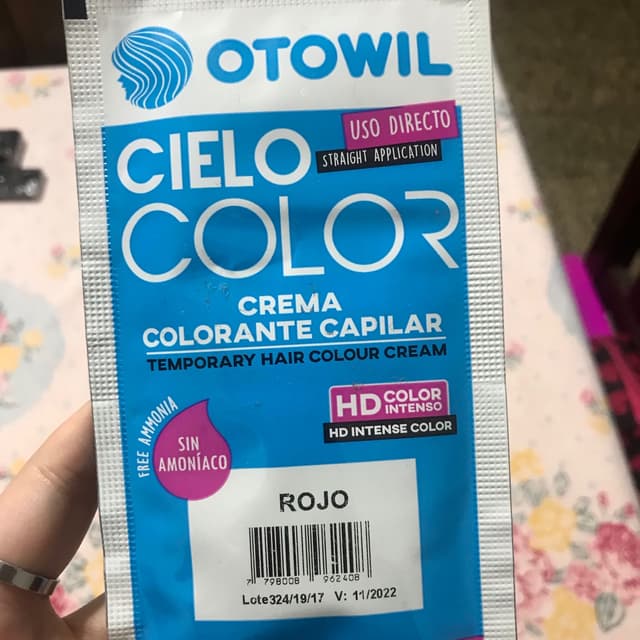 OTOWIL
USO DIRECTO
STRAIGHT APPLICATION
CIELO
COLOR
CREMA
COLORANTE CAPILAR
TEMPORARY HAIR COLOUR CREAM
HD COLOR INTENSO
HD INTENSE COLOR
FREE AMMONIA
SIN
AMONÍACO
ROJO
7 798008 962408
Lote324/19/17 V: 11/2022